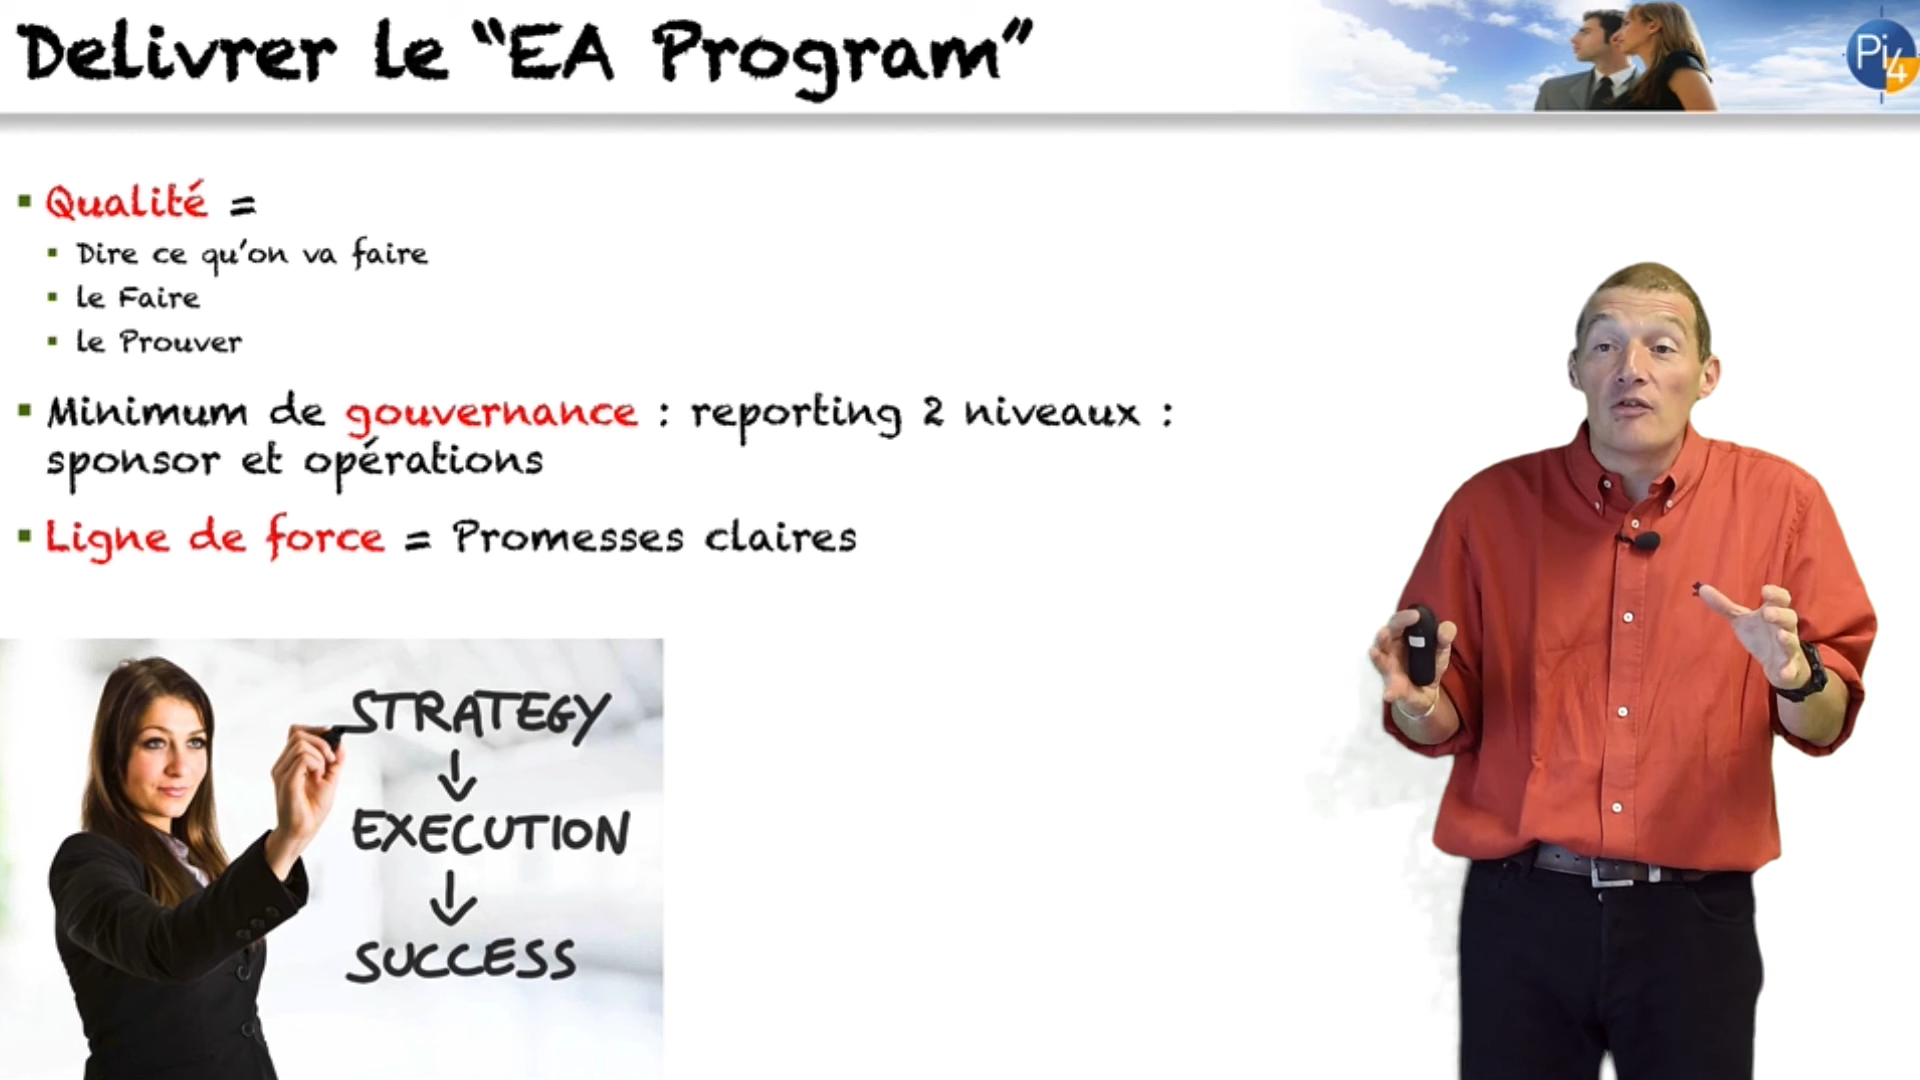 Delivrer le “EA Program”
Pi4
Qualité =
Dire ce qu’on va faire
le Faire
le Prouver
Minimum de gouvernance : reporting 2 niveaux :
sponsor et opérations
Ligne de force = Promesses claires
STRATEGY
EXECUTION
SUCCESS